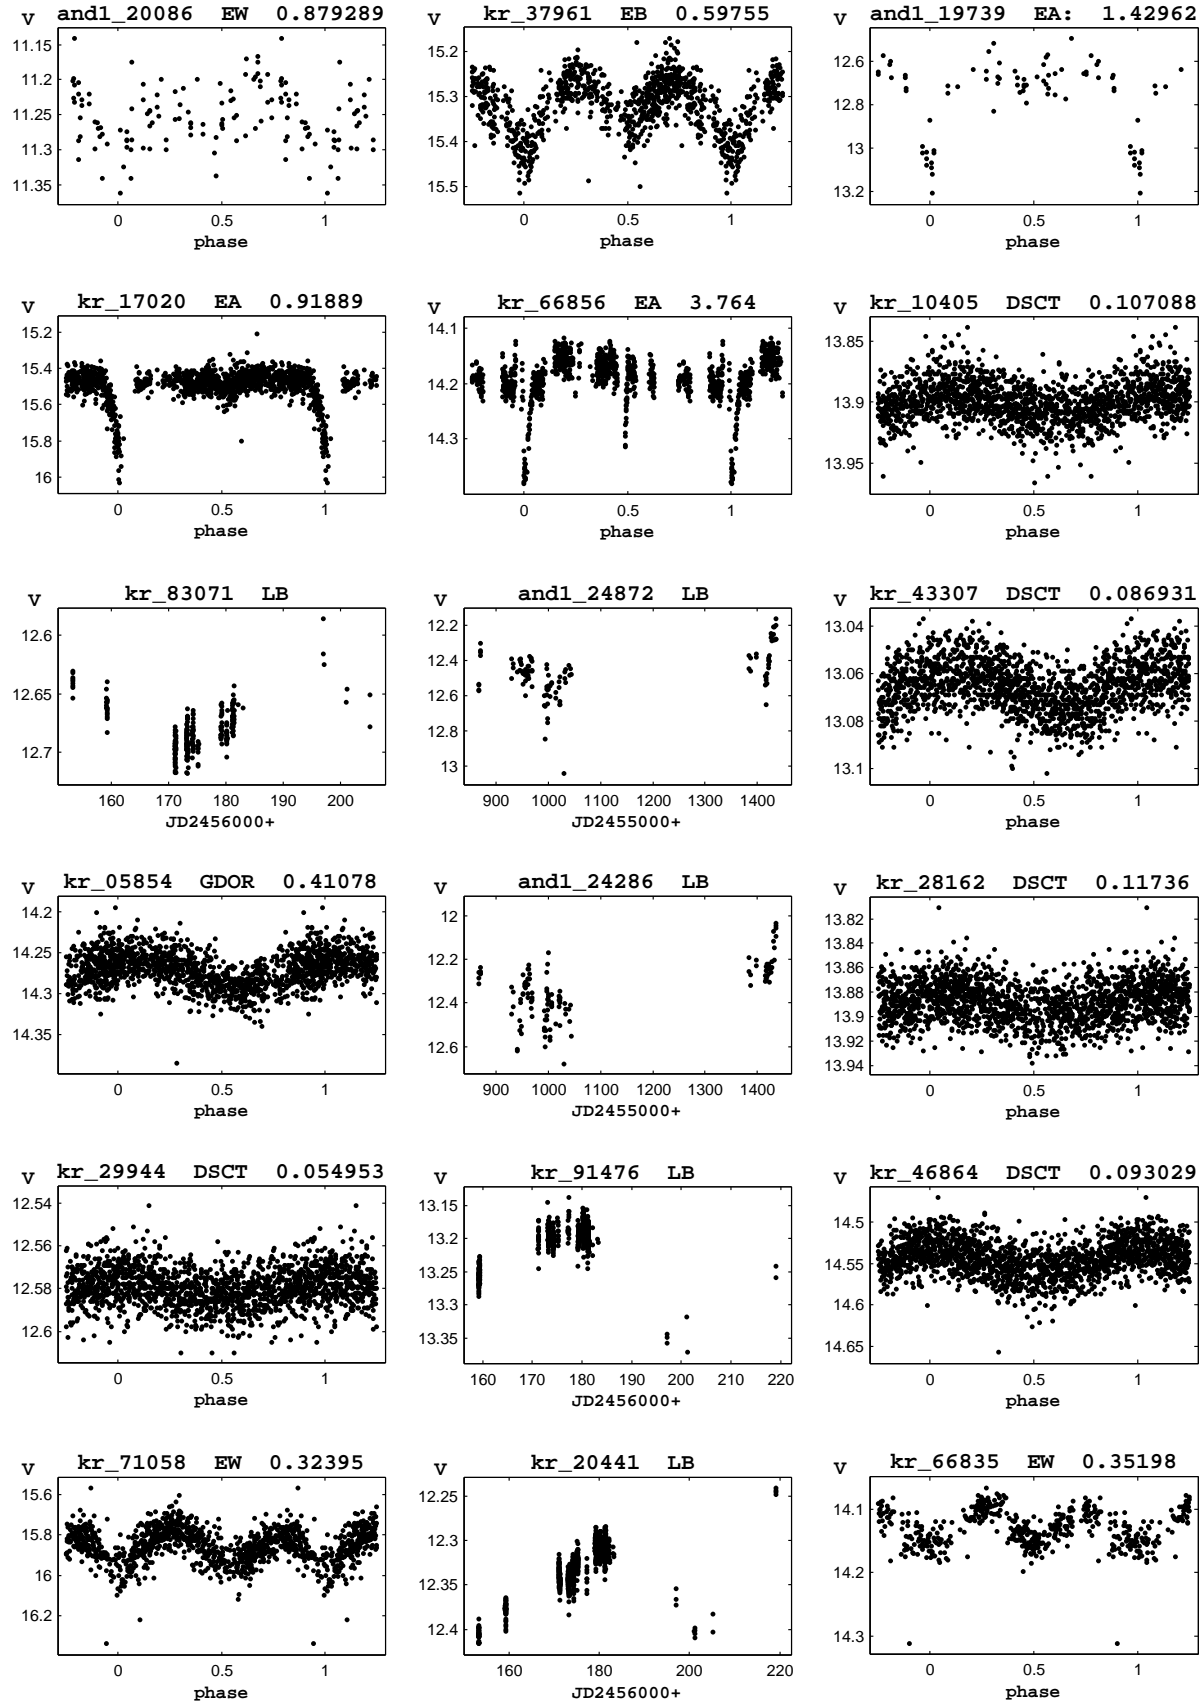 V and1_20086 EW 0.879289
11.15
11.2
11.25
11.3
11.35
0 0.5 1
phase
V kr_37961 EB 0.59755
15.2
15.3
15.4
15.5
0 0.5 1
phase
V and1_19739 EA: 1.42962
12.6
12.8
13
13.2
0 0.5 1
phase
V kr_17020 EA 0.91889
15.2
15.4
15.6
15.8
16
0 0.5 1
phase
V kr_66856 EA 3.764
14.1
14.2
14.3
0 0.5 1
phase
V kr_10405 DSCT 0.107088
13.85
13.9
13.95
0 0.5 1
phase
V kr_83071 LB
12.6
12.65
12.7
160 170 180 190 200
JD2456000+
V and1_24872 LB
12.2
12.4
12.6
12.8
13
900 1000 1100 1200 1300 1400
JD2455000+
V kr_43307 DSCT 0.086931
13.04
13.06
13.08
13.1
0 0.5 1
phase
V kr_05854 GDOR 0.41078
14.2
14.25
14.3
14.35
0 0.5 1
phase
V and1_24286 LB
12
12.2
12.4
12.6
900 1000 1100 1200 1300 1400
JD2455000+
V kr_28162 DSCT 0.11736
13.82
13.84
13.86
13.88
13.9
13.92
13.94
0 0.5 1
phase
V kr_29944 DSCT 0.054953
12.54
12.56
12.58
12.6
0 0.5 1
phase
V kr_91476 LB
13.15
13.2
13.25
13.3
13.35
160 170 180 190 200 210 220
JD2456000+
V kr_46864 DSCT 0.093029
14.5
14.55
14.6
14.65
0 0.5 1
phase
V kr_71058 EW 0.32395
15.6
15.8
16
16.2
0 0.5 1
phase
V kr_20441 LB
12.25
12.3
12.35
12.4
160 180 200 220
JD2456000+
V kr_66835 EW 0.35198
14.1
14.2
14.3
0 0.5 1
phase